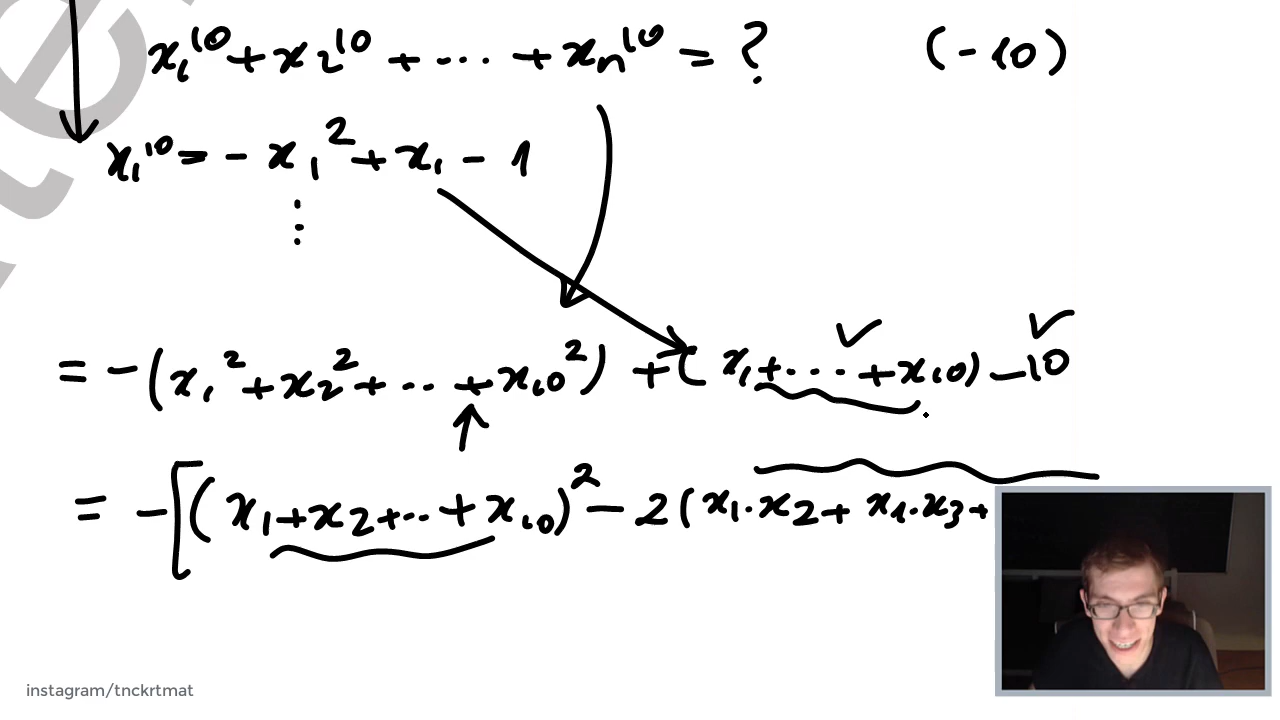 x₁¹⁰ + x₂¹⁰ + ... + xₙ¹⁰ = ? (-10)
x₁¹⁰ = - x₁² + x₁ - 1
⋮
= -(x₁² + x₂² + ... + x₁₀²) + (x₁ + ... + x₁₀) - 10
= -[(x₁ + x₂ + ... + x₁₀)² - 2(x₁·x₂ + x₁·x₃ +
instagram/tnckrtmat